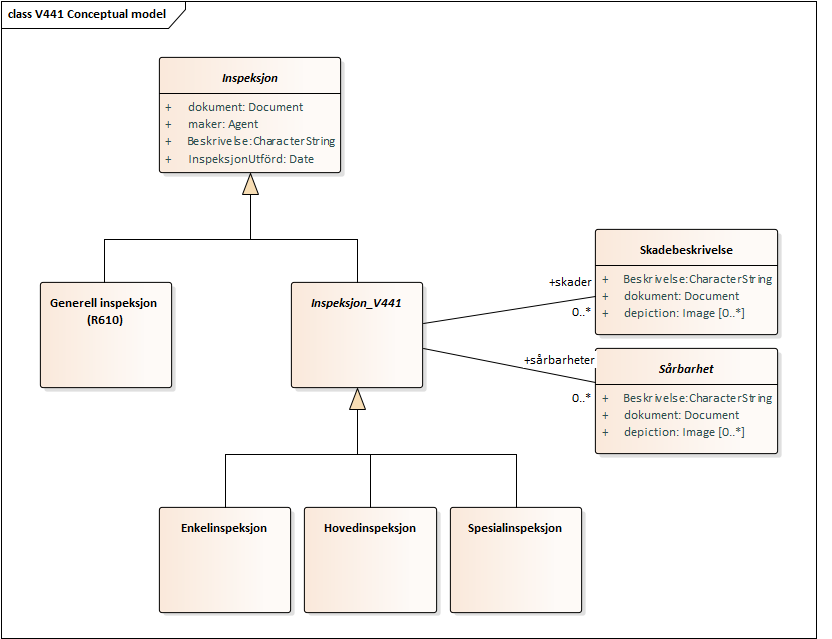 class V441 Conceptual model
Inspeksjon
+ dokument: Document
+ maker: Agent
+ Beskrivelse:CharacterString
+ InspeksjonUtförd: Date
Generell inspeksjon
(R610)
Inspeksjon_V441
+skader
0..*
Skadebeskrivelse
+ Beskrivelse:CharacterString
+ dokument: Document
+ depiction: Image [0..*]
+sårbarheter
0..*
Sårbarhet
+ Beskrivelse:CharacterString
+ dokument: Document
+ depiction: Image [0..*]
Enkelinspeksjon
Hovedinspeksjon
Spesialinspeksjon